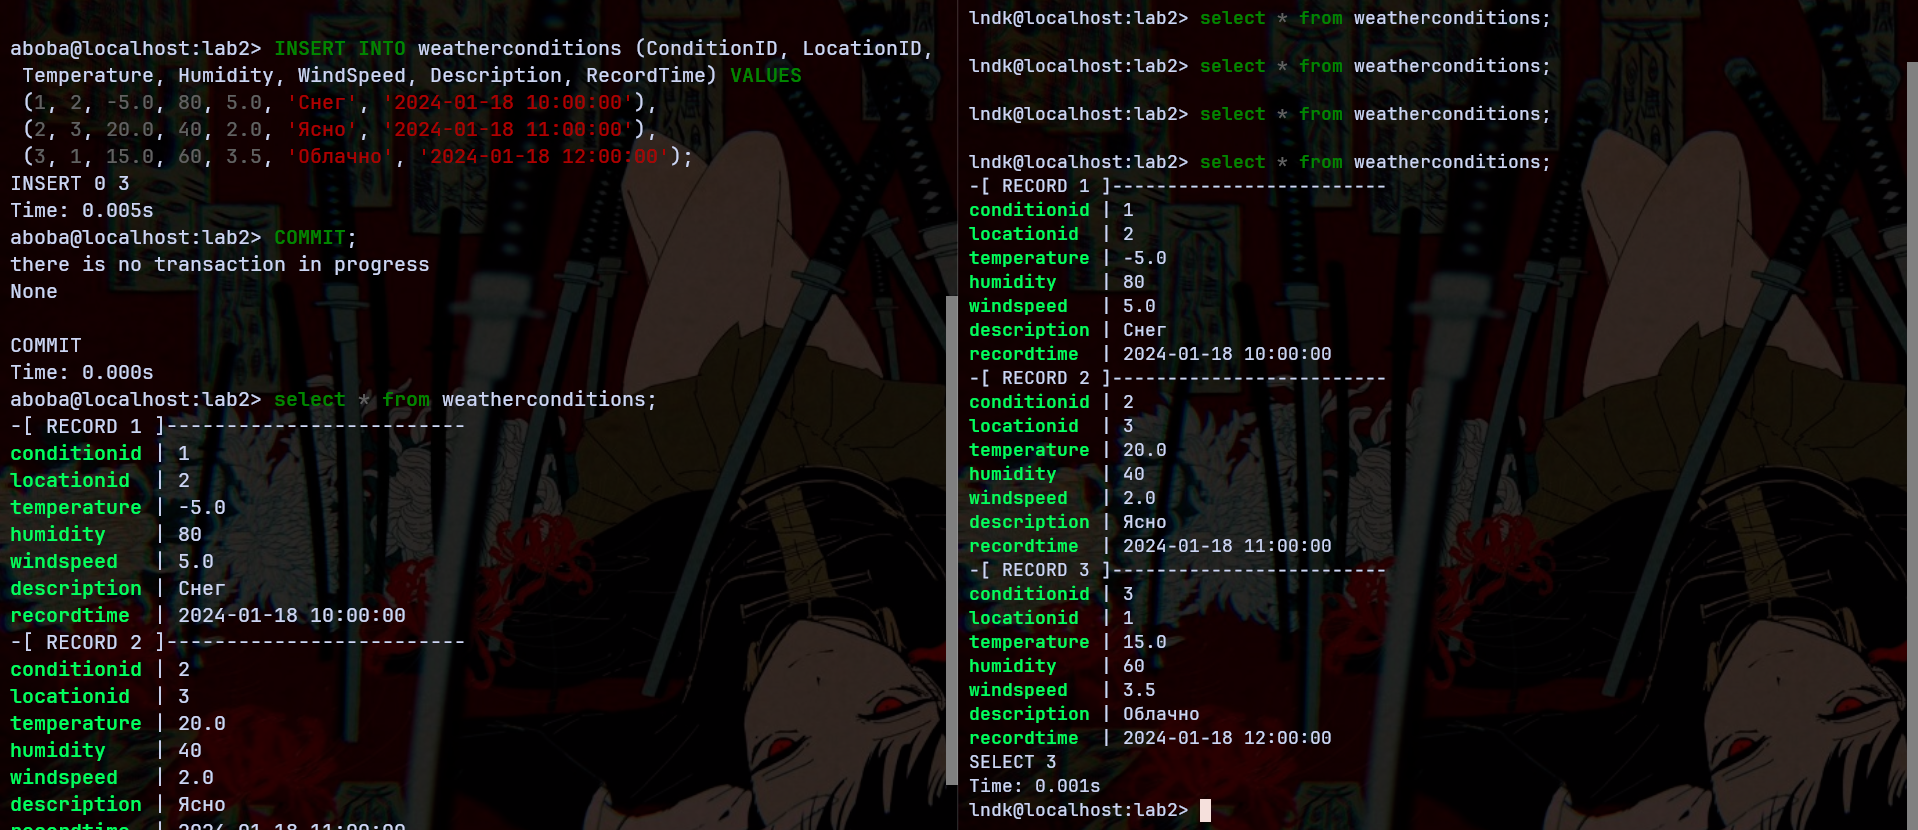 aboba@localhost:lab2> INSERT INTO weatherconditions (ConditionID, LocationID,
Temperature, Humidity, WindSpeed, Description, RecordTime) VALUES
(1, 2, -5.0, 80, 5.0, 'Снег', '2024-01-18 10:00:00'),
(2, 3, 20.0, 40, 2.0, 'Ясно', '2024-01-18 11:00:00'),
(3, 1, 15.0, 60, 3.5, 'Облачно', '2024-01-18 12:00:00');
INSERT 0 3
Time: 0.005s
aboba@localhost:lab2> COMMIT;
there is no transaction in progress
None
COMMIT
Time: 0.000s
aboba@localhost:lab2> select * from weatherconditions;
-[ RECORD 1 ]-------------------------
conditionid | 1
locationid  | 2
temperature | -5.0
humidity    | 80
windspeed   | 5.0
description | Снег
recordtime  | 2024-01-18 10:00:00
-[ RECORD 2 ]-------------------------
conditionid | 2
locationid  | 3
temperature | 20.0
humidity    | 40
windspeed   | 2.0
description | Ясно
recordtime  | 2024-01-18 11:00:00
lndk@localhost:lab2> select * from weatherconditions;
lndk@localhost:lab2> select * from weatherconditions;
lndk@localhost:lab2> select * from weatherconditions;
lndk@localhost:lab2> select * from weatherconditions;
-[ RECORD 1 ]-------------------------
conditionid | 1
locationid  | 2
temperature | -5.0
humidity    | 80
windspeed   | 5.0
description | Снег
recordtime  | 2024-01-18 10:00:00
-[ RECORD 2 ]-------------------------
conditionid | 2
locationid  | 3
temperature | 20.0
humidity    | 40
windspeed   | 2.0
description | Ясно
recordtime  | 2024-01-18 11:00:00
-[ RECORD 3 ]-------------------------
conditionid | 3
locationid  | 1
temperature | 15.0
humidity    | 60
windspeed   | 3.5
description | Облачно
recordtime  | 2024-01-18 12:00:00
SELECT 3
Time: 0.001s
lndk@localhost:lab2>